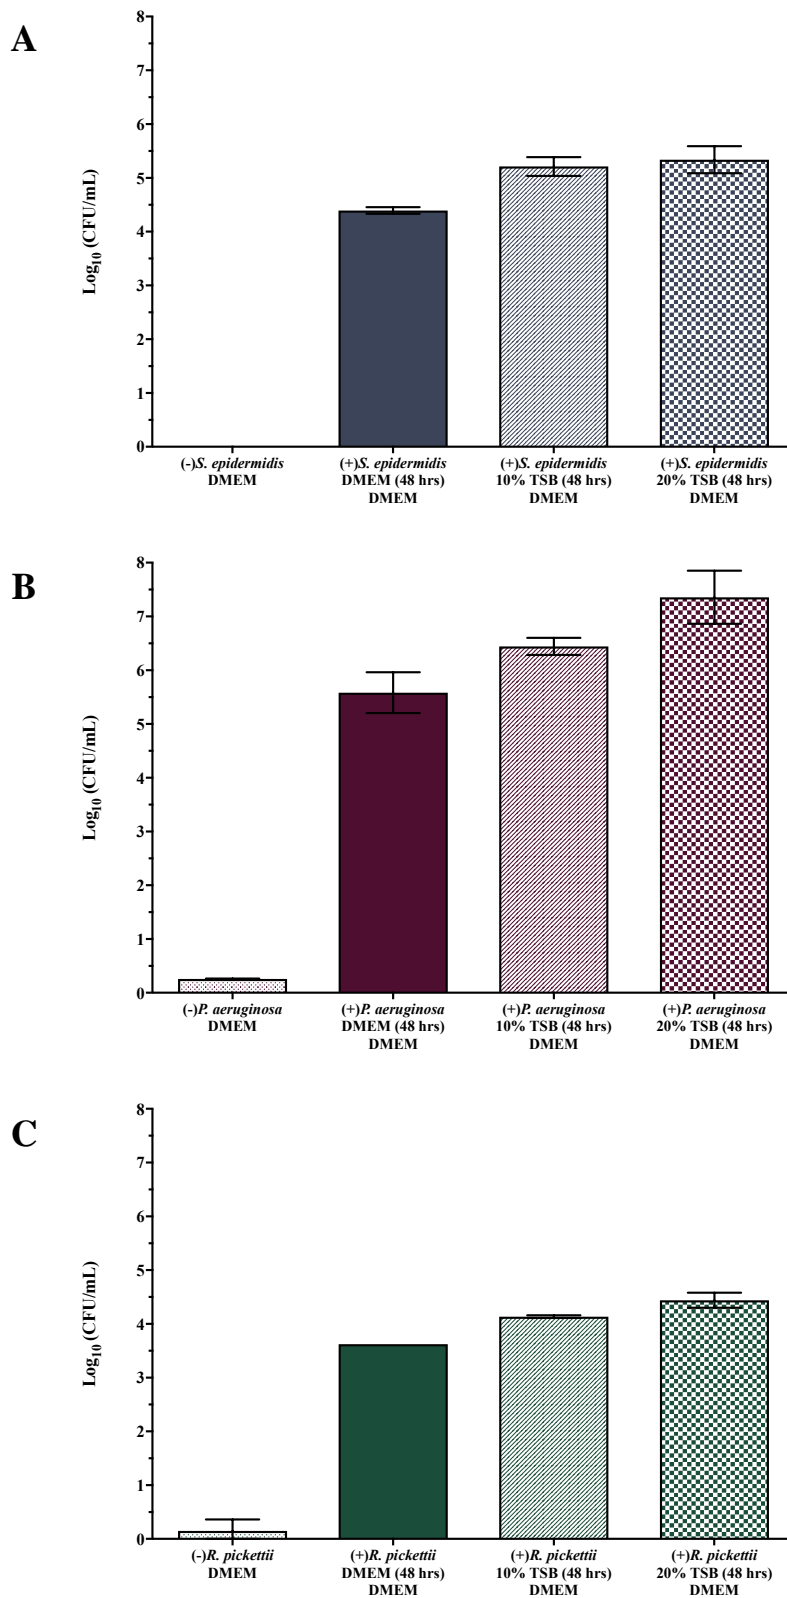 A
8
7
6
5
4
3
2
1
0
Log10 (CFU/mL)
(-)S. epidermidis
DMEM
(+)S. epidermidis
DMEM (48 hrs)
DMEM
(+)S. epidermidis
10% TSB (48 hrs)
DMEM
(+)S. epidermidis
20% TSB (48 hrs)
DMEM
B
8
7
6
5
4
3
2
1
0
Log10 (CFU/mL)
(-)P. aeruginosa
DMEM
(+)P. aeruginosa
DMEM (48 hrs)
DMEM
(+)P. aeruginosa
10% TSB (48 hrs)
DMEM
(+)P. aeruginosa
20% TSB (48 hrs)
DMEM
C
8
7
6
5
4
3
2
1
0
Log10 (CFU/mL)
(-)R. pickettii
DMEM
(+)R. pickettii
DMEM (48 hrs)
DMEM
(+)R. pickettii
10% TSB (48 hrs)
DMEM
(+)R. pickettii
20% TSB (48 hrs)
DMEM